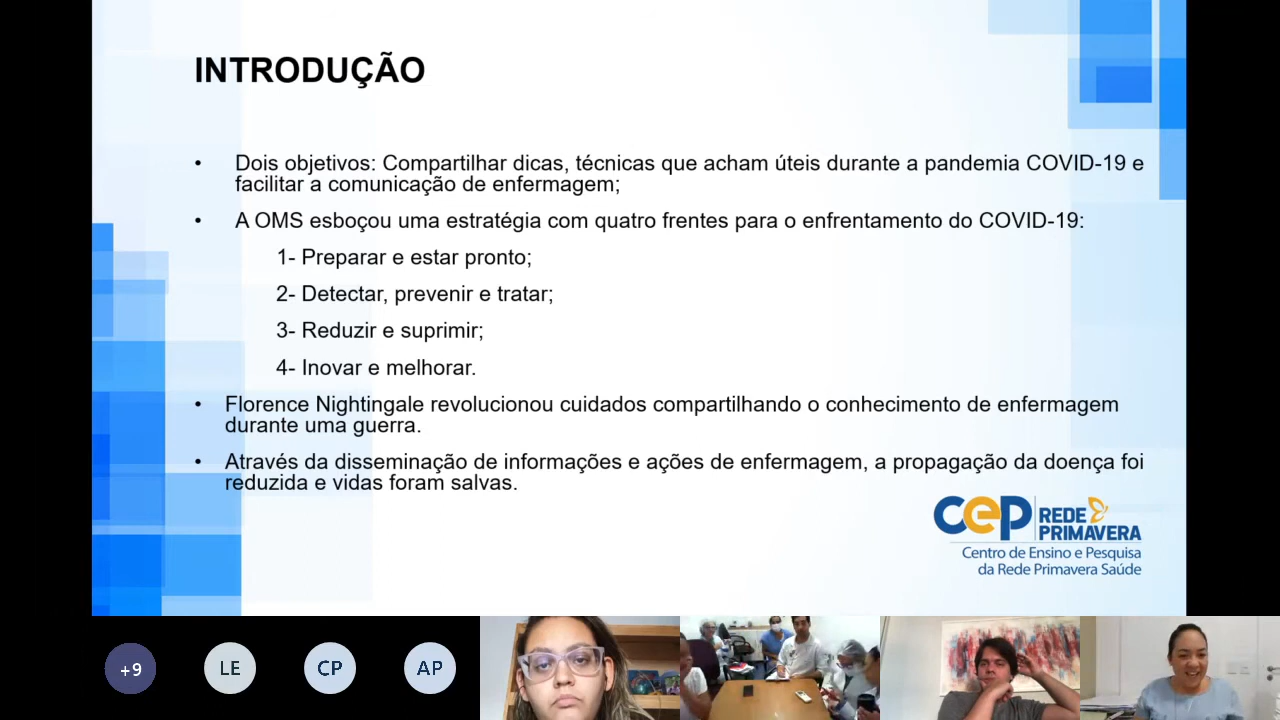 INTRODUÇÃO
• Dois objetivos: Compartilhar dicas, técnicas que acham úteis durante a pandemia COVID-19 e
facilitar a comunicação de enfermagem;
• A OMS esboçou uma estratégia com quatro frentes para o enfrentamento do COVID-19:
1- Preparar e estar pronto;
2- Detectar, prevenir e tratar;
3- Reduzir e suprimir;
4- Inovar e melhorar.
• Florence Nightingale revolucionou cuidados compartilhando o conhecimento de enfermagem
durante uma guerra.
• Através da disseminação de informações e ações de enfermagem, a propagação da doença foi
reduzida e vidas foram salvas.
cep REDE
PRIMAVERA
Centro de Ensino e Pesquisa
da Rede Primavera Saúde
+9 LE CP AP